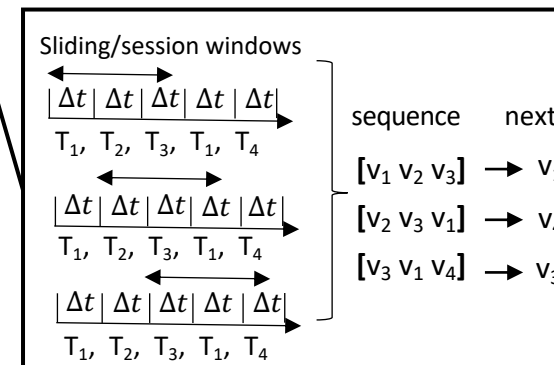 Sliding/session windows
Δt Δt Δt Δt Δt
T₁, T₂, T₃, T₁, T₄
Δt Δt Δt Δt Δt
T₁, T₂, T₃, T₁, T₄
Δt Δt Δt Δt Δt
T₁, T₂, T₃, T₁, T₄
sequence next
[v₁ v₂ v₃] → v
[v₂ v₃ v₁] → v
[v₃ v₁ v₄] → v₃